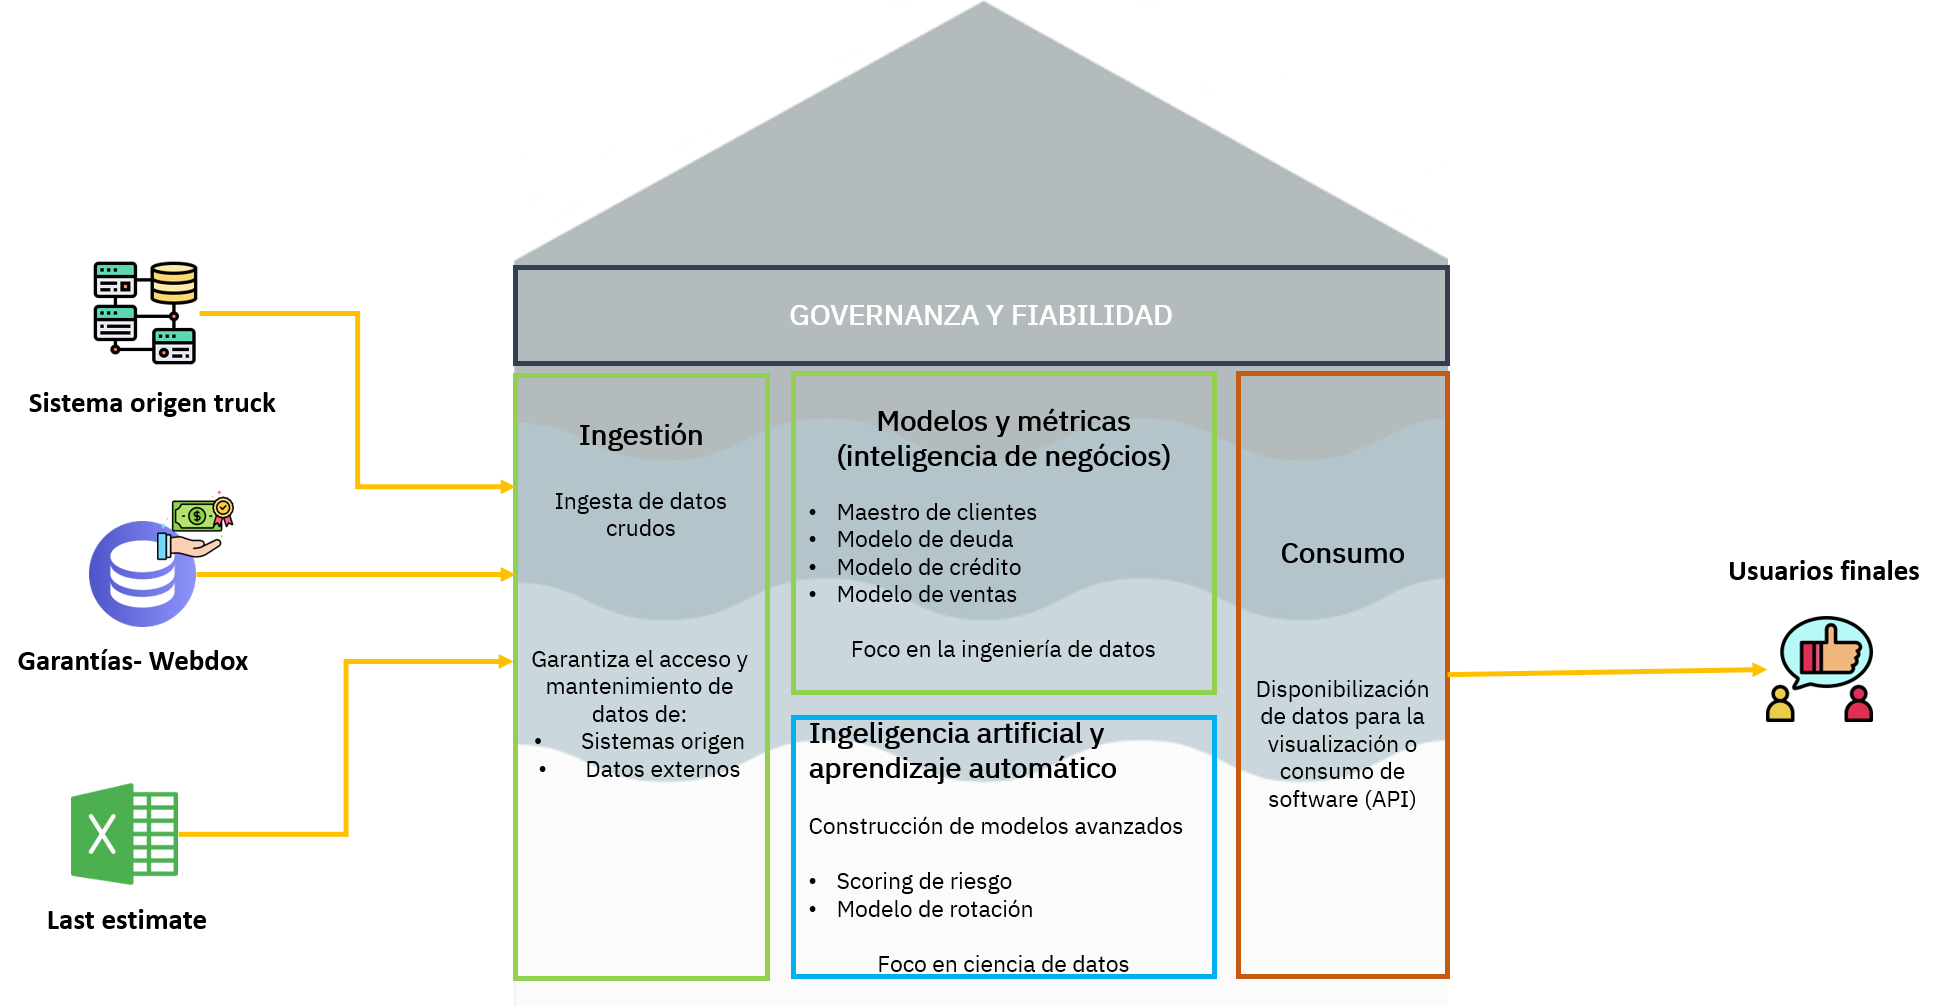 GOVERNANZA Y FIABILIDAD
Sistema origen truck
Garantías- Webdox
Last estimate
Ingestión
Ingesta de datos
crudos
Garantiza el acceso y
mantenimiento de
datos de:
• Sistemas origen
• Datos externos
Modelos y métricas
(inteligencia de negócios)
• Maestro de clientes
• Modelo de deuda
• Modelo de crédito
• Modelo de ventas
Foco en la ingeniería de datos
Ingeligencia artificial y
aprendizaje automático
Construcción de modelos avanzados
• Scoring de riesgo
• Modelo de rotación
Foco en ciencia de datos
Consumo
Disponibilización
de datos para la
visualización o
consumo de
software (API)
Usuarios finales